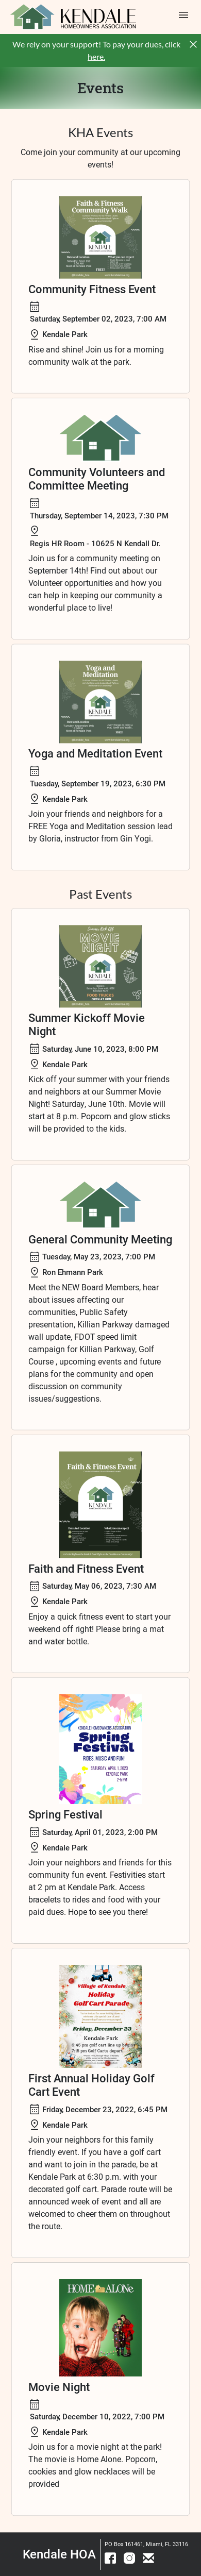 KENDALE
HOMEOWNERS ASSOCIATION
We rely on your support! To pay your dues, click
here.
Events
KHA Events
Come join your community at our upcoming
events!
Faith & Fitness
Community Walk
KENDALE
Community Fitness Event
Saturday, September 02, 2023, 7:00 AM
Kendale Park
Rise and shine! Join us for a morning
community walk at the park.
Community Volunteers and
Committee Meeting
Thursday, September 14, 2023, 7:30 PM
Regis HR Room - 10625 N Kendall Dr.
Join us for a community meeting on
September 14th! Find out about our
Volunteer opportunities and how you
can help in keeping our community a
wonderful place to live!
Yoga and
Meditation
KENDALE
Yoga and Meditation Event
Tuesday, September 19, 2023, 6:30 PM
Kendale Park
Join your friends and neighbors for a
FREE Yoga and Meditation session lead
by Gloria, instructor from Gin Yogi.
Past Events
Summer Kick Off
MOVIE
NIGHT
FOOD TRUCKS
Summer Kickoff Movie
Night
Saturday, June 10, 2023, 8:00 PM
Kendale Park
Kick off your summer with your friends
and neighbors at our Summer Movie
Night! Saturday, June 10th. Movie will
start at 8 p.m. Popcorn and glow sticks
will be provided to the kids.
General Community Meeting
Tuesday, May 23, 2023, 7:00 PM
Ron Ehmann Park
Meet the NEW Board Members, hear
about issues affecting our
communities, Public Safety
presentation, Killian Parkway damaged
wall update, FDOT speed limit
campaign for Killian Parkway, Golf
Course , upcoming events and future
plans for the community and open
discussion on community
issues/suggestions.
Faith & Fitness Event
KENDALE
Faith and Fitness Event
Saturday, May 06, 2023, 7:30 AM
Kendale Park
Enjoy a quick fitness event to start your
weekend off right! Please bring a mat
and water bottle.
KENDALE HOMEOWNERS ASSOCIATION
Spring
Festival
RIDES, MUSIC AND FUN!
SATURDAY, APRIL 1, 2023
KENDALE PARK
2-5 PM
Spring Festival
Saturday, April 01, 2023, 2:00 PM
Kendale Park
Join your neighbors and friends for this
community fun event. Festivities start
at 2 pm at Kendale Park. Access
bracelets to rides and food with your
paid dues. Hope to see you there!
Village of Kendale
Holiday
Golf Cart Parade
Friday, December 23
Kendale Park
First Annual Holiday Golf
Cart Event
Friday, December 23, 2022, 6:45 PM
Kendale Park
Join your neighbors for this family
friendly event. If you have a golf cart
and want to join in the parade, be at
Kendale Park at 6:30 p.m. with your
decorated golf cart. Parade route will be
announced week of event and all are
welcomed to cheer them on throughout
the route.
HOME ALONE
Movie Night
Saturday, December 10, 2022, 7:00 PM
Kendale Park
Join us for a movie night at the park!
The movie is Home Alone. Popcorn,
cookies and glow necklaces will be
provided
Kendale HOA
PO Box 161461, Miami, FL 33116